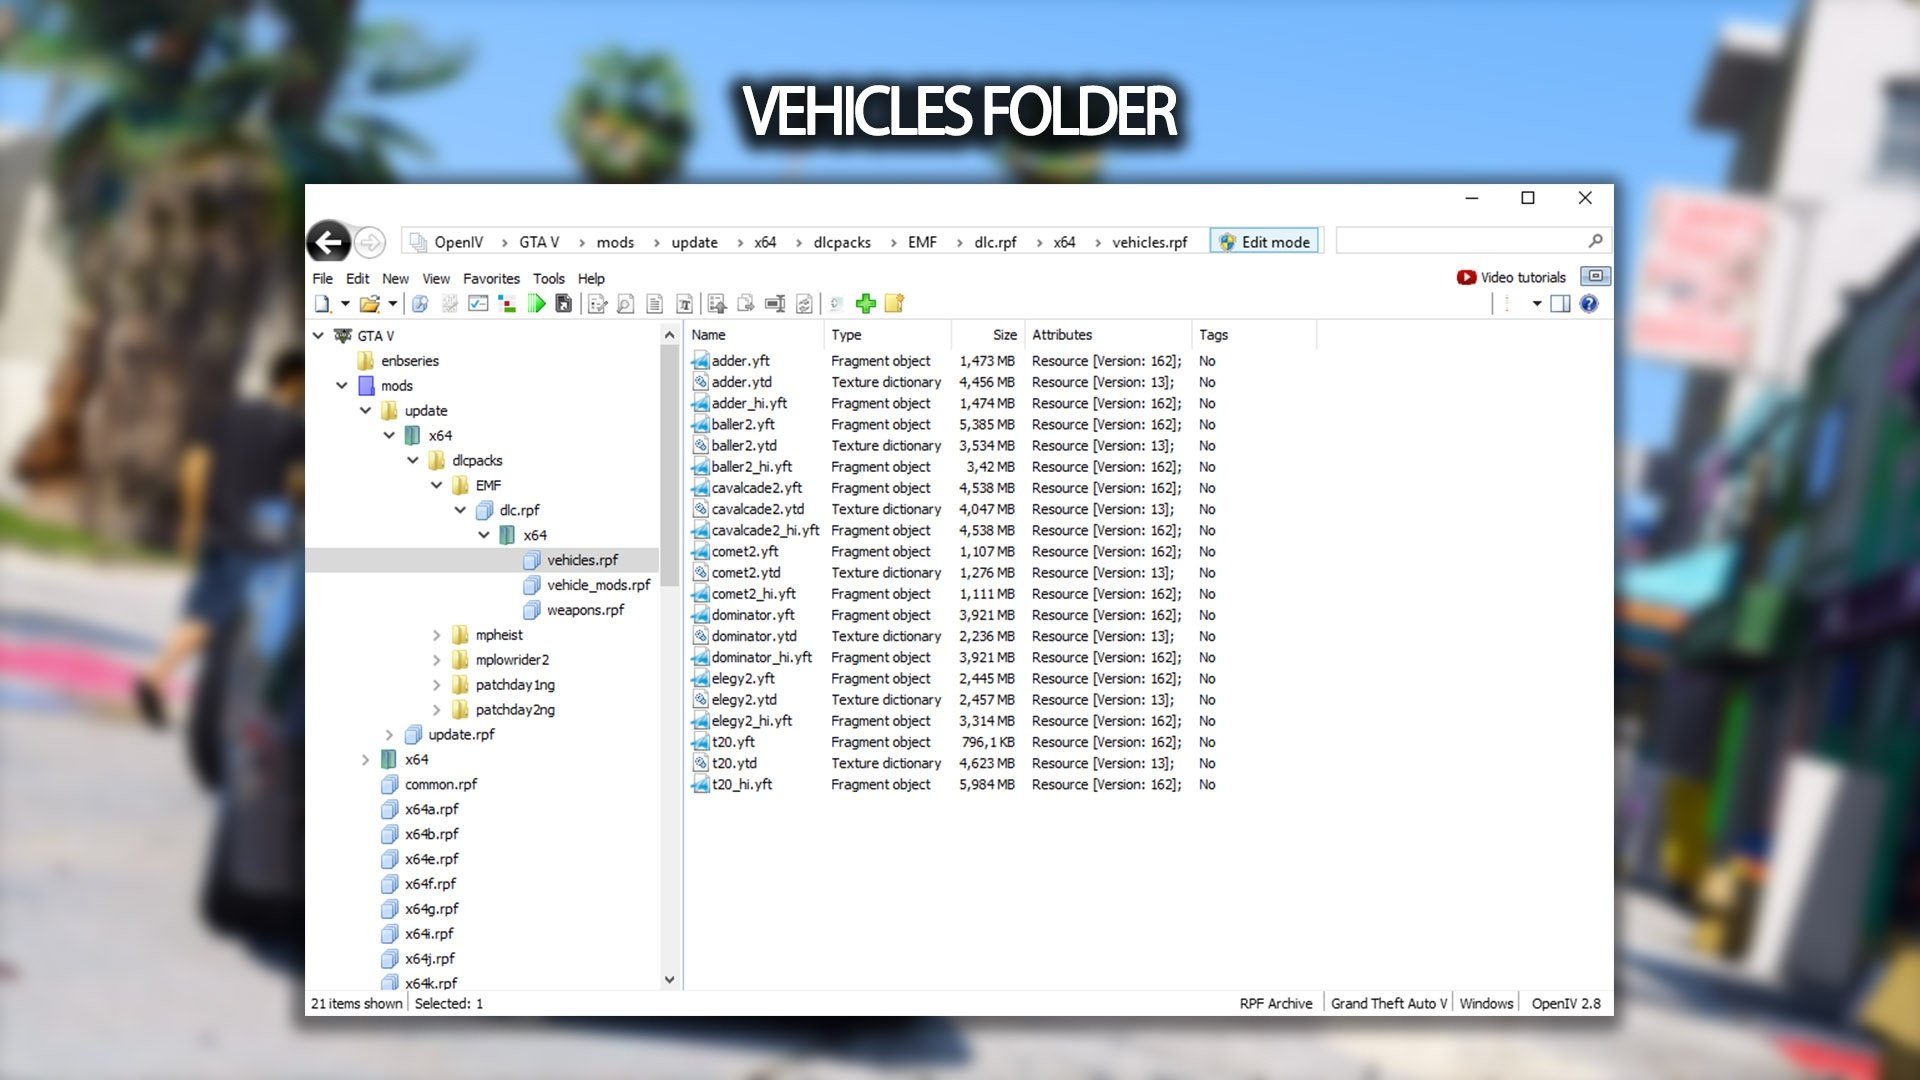 VEHICLES FOLDER
OpenIV › GTA V › mods › update › x64 › dlcpacks › EMF › dlc.rpf › x64 › vehicles.rpf Edit mode
File Edit New View Favorites Tools Help Video tutorials
GTA V
enbseries
mods
update
x64
dlcpacks
EMF
dlc.rpf
x64
vehicles.rpf
vehicle_mods.rpf
weapons.rpf
mpheist
mplowrider2
patchday1ng
patchday2ng
update.rpf
x64
common.rpf
x64a.rpf
x64b.rpf
x64e.rpf
x64f.rpf
x64g.rpf
x64i.rpf
x64j.rpf
x64k.rpf
Name Type Size Attributes Tags
adder.yft Fragment object 1,473 MB Resource [Version: 162]; No
adder.ytd Texture dictionary 4,456 MB Resource [Version: 13]; No
adder_hi.yft Fragment object 1,474 MB Resource [Version: 162]; No
baller2.yft Fragment object 5,385 MB Resource [Version: 162]; No
baller2.ytd Texture dictionary 3,534 MB Resource [Version: 13]; No
baller2_hi.yft Fragment object 3,42 MB Resource [Version: 162]; No
cavalcade2.yft Fragment object 4,538 MB Resource [Version: 162]; No
cavalcade2.ytd Texture dictionary 4,047 MB Resource [Version: 13]; No
cavalcade2_hi.yft Fragment object 4,538 MB Resource [Version: 162]; No
comet2.yft Fragment object 1,107 MB Resource [Version: 162]; No
comet2.ytd Texture dictionary 1,276 MB Resource [Version: 13]; No
comet2_hi.yft Fragment object 1,111 MB Resource [Version: 162]; No
dominator.yft Fragment object 3,921 MB Resource [Version: 162]; No
dominator.ytd Texture dictionary 2,236 MB Resource [Version: 13]; No
dominator_hi.yft Fragment object 3,921 MB Resource [Version: 162]; No
elegy2.yft Fragment object 2,445 MB Resource [Version: 162]; No
elegy2.ytd Texture dictionary 2,457 MB Resource [Version: 13]; No
elegy2_hi.yft Fragment object 3,314 MB Resource [Version: 162]; No
t20.yft Fragment object 796,1 KB Resource [Version: 162]; No
t20.ytd Texture dictionary 4,623 MB Resource [Version: 13]; No
t20_hi.yft Fragment object 5,984 MB Resource [Version: 162]; No
21 items shown Selected: 1 RPF Archive Grand Theft Auto V Windows OpenIV 2.8